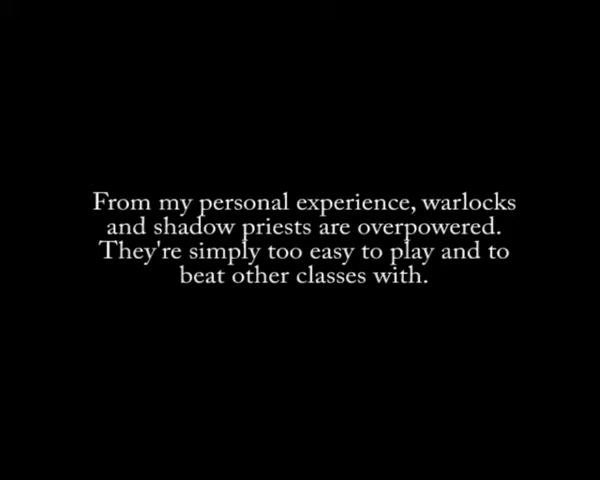 From my personal experience, warlocks
and shadow priests are overpowered.
They're simply too easy to play and to
beat other classes with.